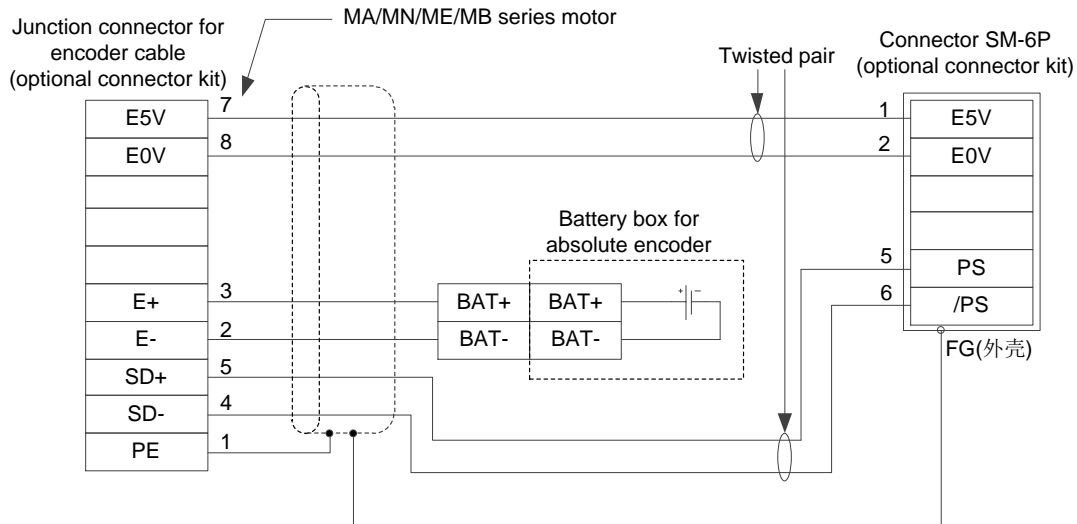 MA/MN/ME/MB series motor
Junction connector for
encoder cable
(optional connector kit)
Twisted pair
Connector SM-6P
(optional connector kit)
E5V 7
E0V 8
1 E5V
2 E0V
Battery box for
absolute encoder
5 PS
6 /PS
E+ 3
BAT+ BAT+ + −
E- 2
BAT- BAT-
FG(外壳)
SD+ 5
SD- 4
PE 1